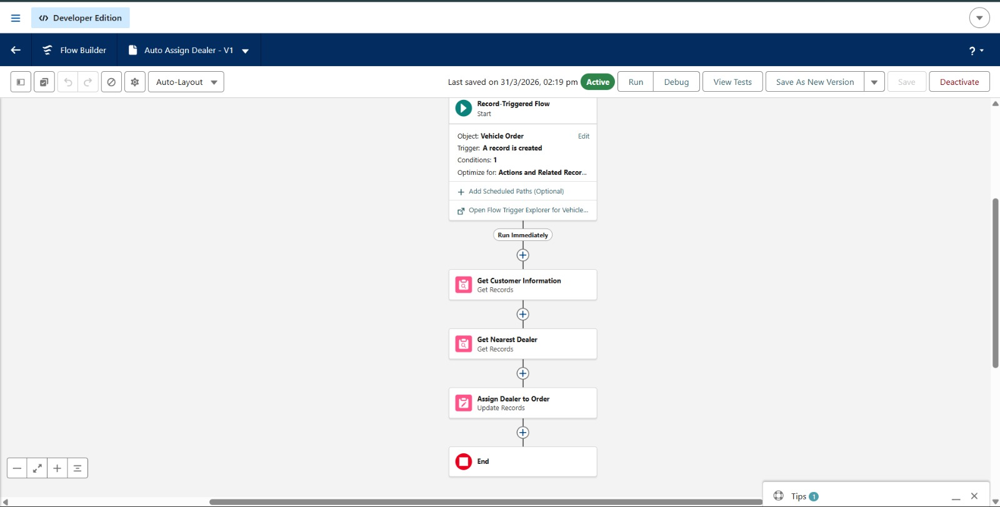 Developer Edition
Flow Builder
Auto Assign Dealer - V1
?
Auto-Layout
Last saved on 31/3/2026, 02:19 pm
Active
Run
Debug
View Tests
Save As New Version
Save
Deactivate
Record-Triggered Flow
Start
Object: Vehicle Order
Edit
Trigger: A record is created
Conditions: 1
Optimize for: Actions and Related Recor...
Add Scheduled Paths (Optional)
Open Flow Trigger Explorer for Vehicle...
Run Immediately
Get Customer Information
Get Records
Get Nearest Dealer
Get Records
Assign Dealer to Order
Update Records
End
Tips 1